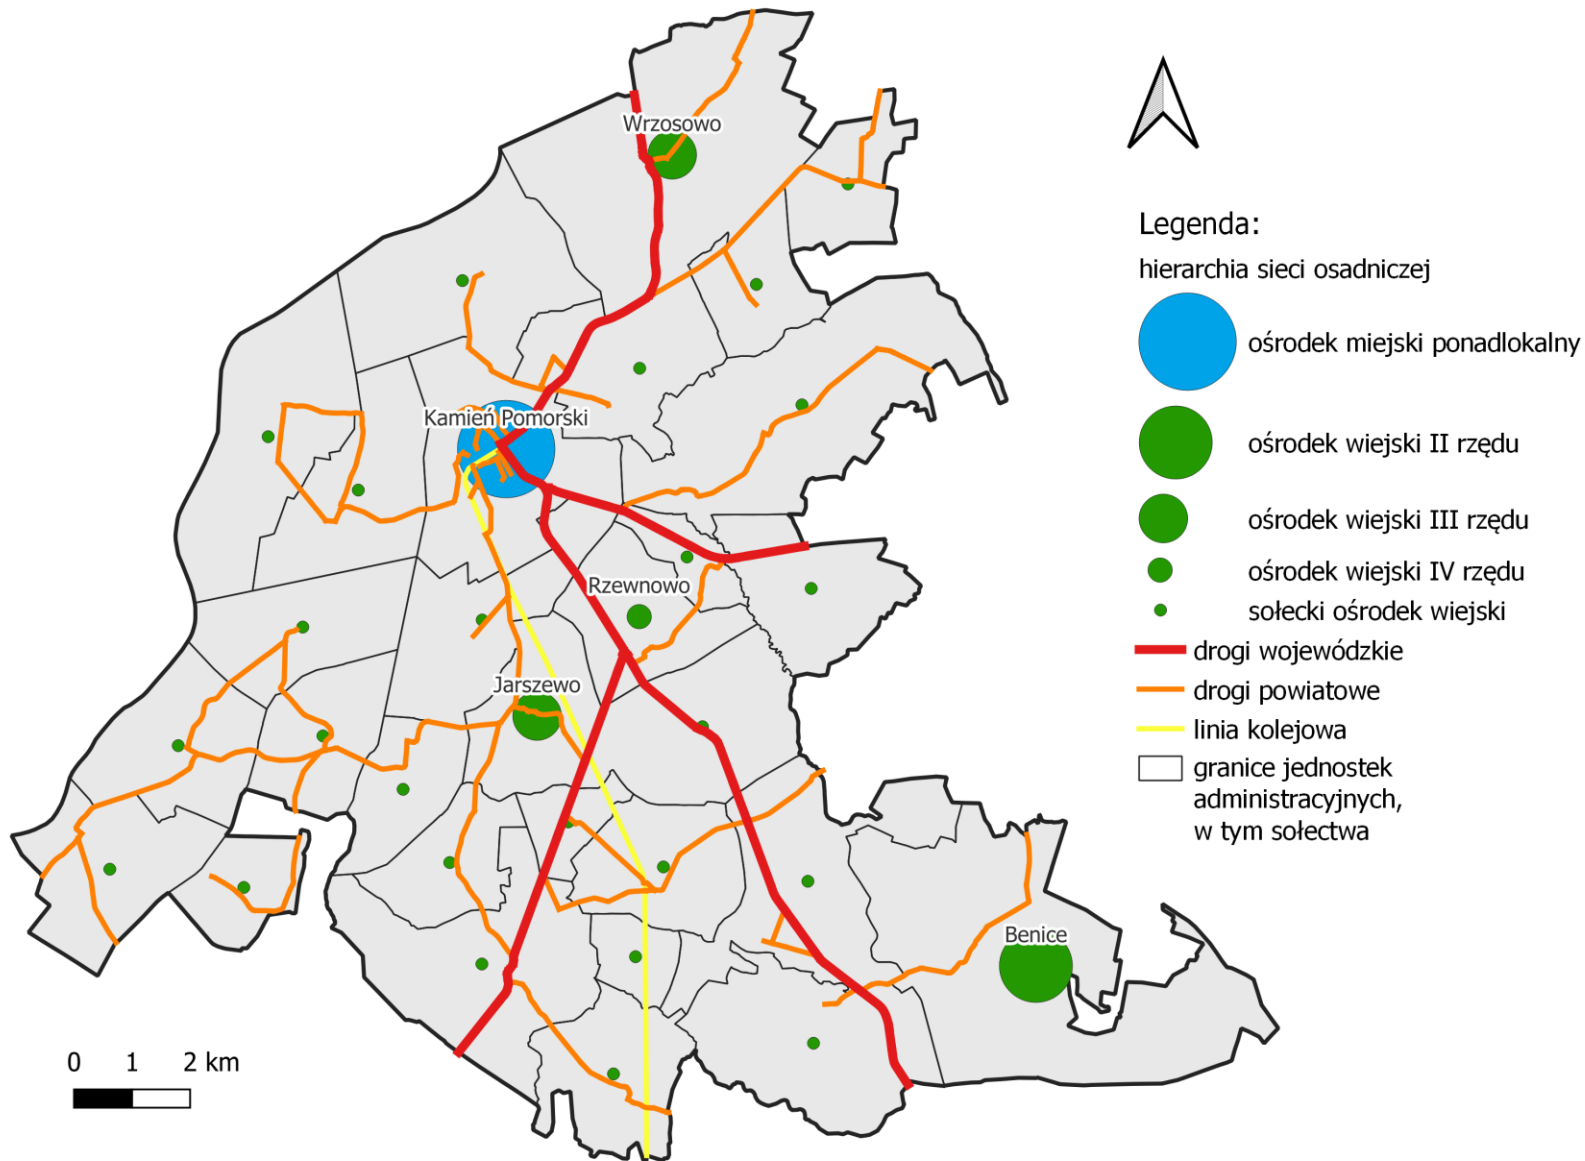 Wrzosowo
Kamień Pomorski
Rzewnowo
Jarszewo
Benice
0 1 2 km
Legenda:
hierarchia sieci osadniczej
ośrodek miejski ponadlokalny
ośrodek wiejski II rzędu
ośrodek wiejski III rzędu
ośrodek wiejski IV rzędu
sołecki ośrodek wiejski
drogi wojewódzkie
drogi powiatowe
linia kolejowa
granice jednostek
administracyjnych,
w tym sołectwa